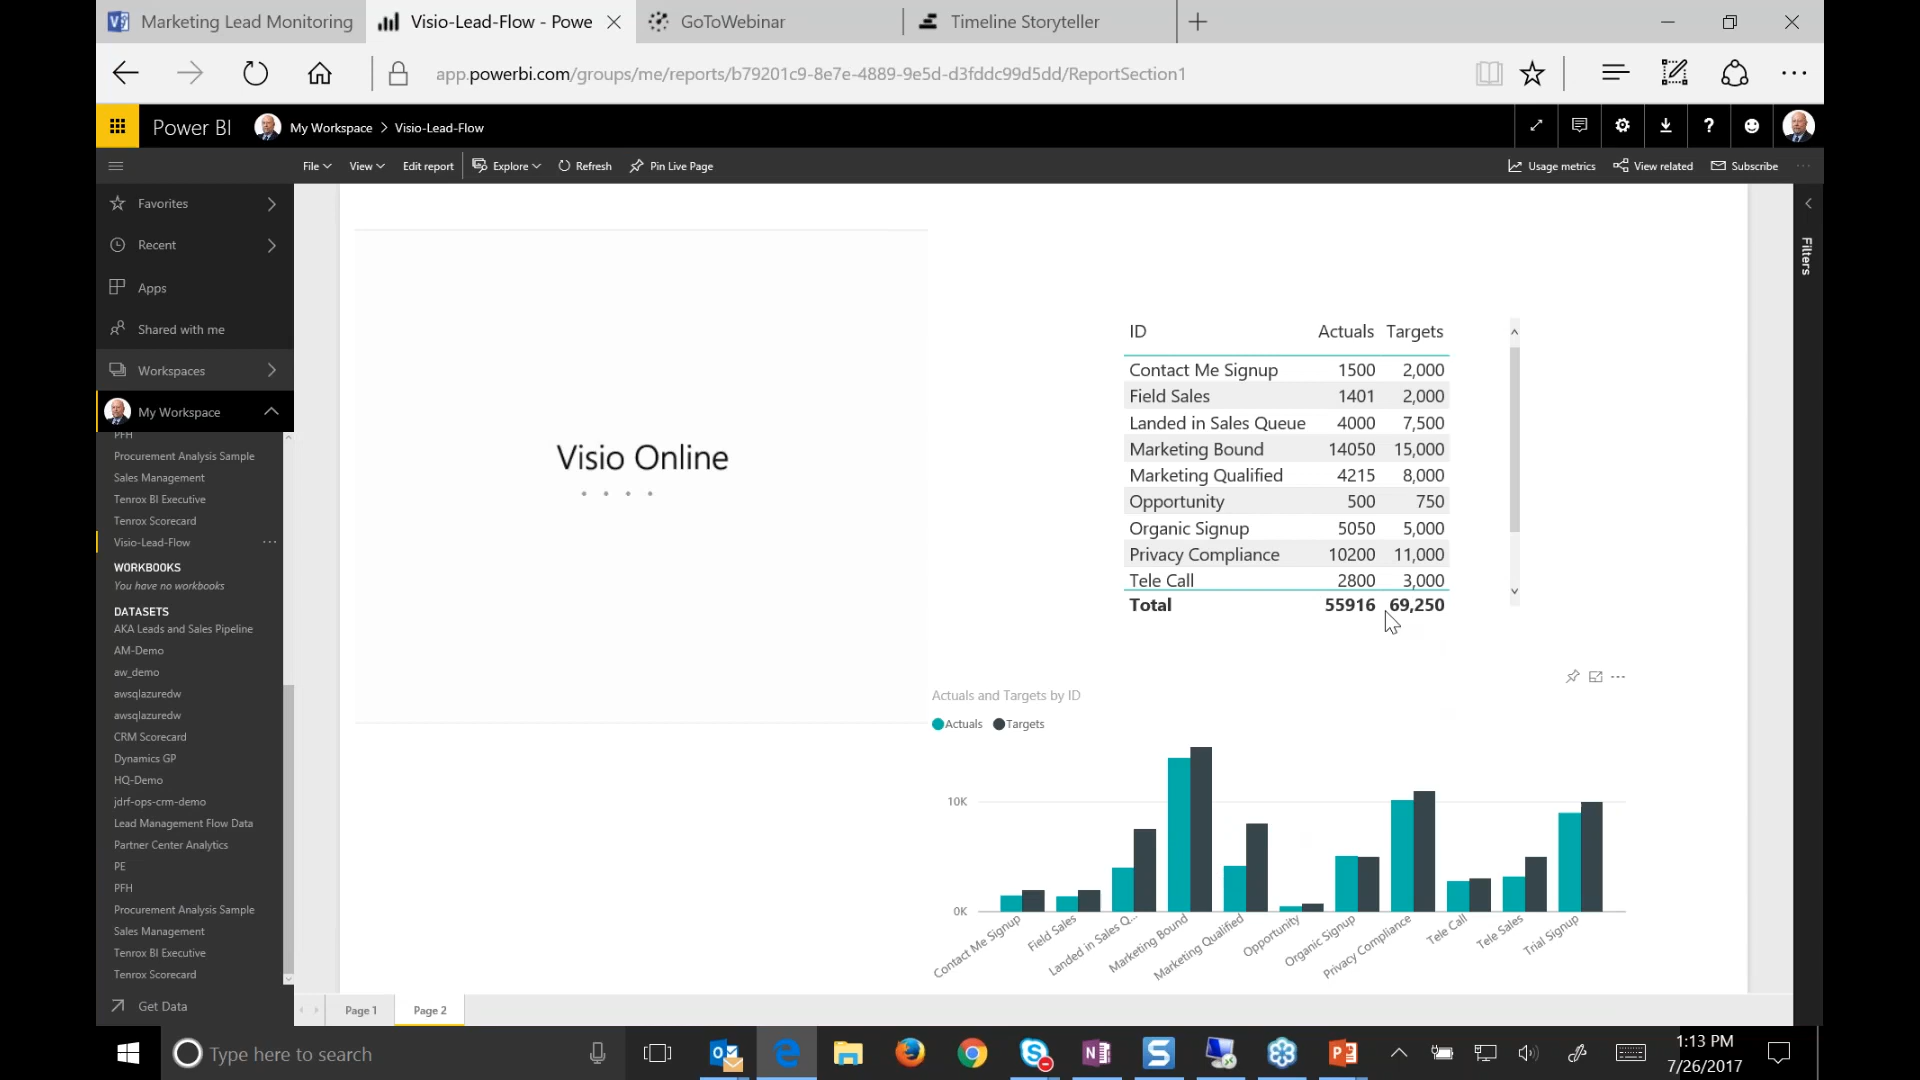 Marketing Lead Monitoring
Visio-Lead-Flow - Powe
GoToWebinar
Timeline Storyteller
app.powerbi.com/groups/me/reports/b79201c9-8e7e-4889-9e5d-d3fddc99d5dd/ReportSection1
Power BI
My Workspace > Visio-Lead-Flow
File
View
Edit report
Explore
Refresh
Pin Live Page
Usage metrics
View related
Subscribe
Favorites
Recent
Apps
Shared with me
Workspaces
My Workspace
PFH
Procurement Analysis Sample
Sales Management
Tenrox BI Executive
Tenrox Scorecard
Visio-Lead-Flow
WORKBOOKS
You have no workbooks
DATASETS
AKA Leads and Sales Pipeline
AM-Demo
aw_demo
awsqlazuredw
awsqlazuredw
CRM Scorecard
Dynamics GP
HQ-Demo
jdrf-ops-crm-demo
Lead Management Flow Data
Partner Center Analytics
PE
PFH
Procurement Analysis Sample
Sales Management
Tenrox BI Executive
Tenrox Scorecard
Get Data
Visio Online
Filters
ID Actuals Targets
Contact Me Signup 1500 2,000
Field Sales 1401 2,000
Landed in Sales Queue 4000 7,500
Marketing Bound 14050 15,000
Marketing Qualified 4215 8,000
Opportunity 500 750
Organic Signup 5050 5,000
Privacy Compliance 10200 11,000
Tele Call 2800 3,000
Total 55916 69,250
Actuals and Targets by ID
Actuals Targets
10K
0K
Contact Me Signup
Field Sales
Landed in Sales Q...
Marketing Bound
Marketing Qualified
Opportunity
Organic Signup
Privacy Compliance
Tele Call
Tele Sales
Trial Signup
Page 1
Page 2
Type here to search
1:13 PM
7/26/2017